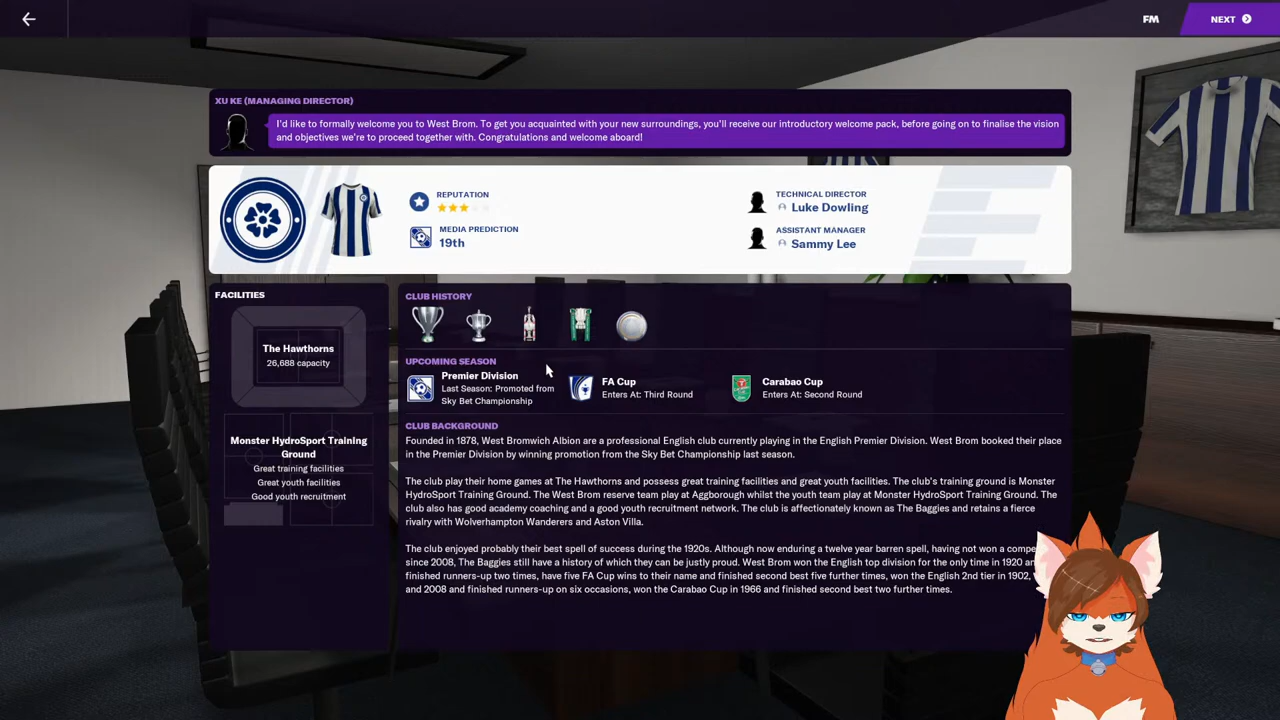 FM
NEXT
XU KE (MANAGING DIRECTOR)
I'd like to formally welcome you to West Brom. To get you acquainted with your new surroundings, you'll receive our introductory welcome pack, before going on to finalise the vision
and objectives we're to proceed together with. Congratulations and welcome aboard!
REPUTATION
MEDIA PREDICTION
19th
TECHNICAL DIRECTOR
Luke Dowling
ASSISTANT MANAGER
Sammy Lee
FACILITIES
The Hawthorns
26,688 capacity
Monster HydroSport Training
Ground
Great training facilities
Great youth facilities
Good youth recruitment
CLUB HISTORY
UPCOMING SEASON
Premier Division
Last Season: Promoted from
Sky Bet Championship
FA Cup
Enters At: Third Round
Carabao Cup
Enters At: Second Round
CLUB BACKGROUND
Founded in 1878, West Bromwich Albion are a professional English club currently playing in the English Premier Division. West Brom booked their place
in the Premier Division by winning promotion from the Sky Bet Championship last season.
The club play their home games at The Hawthorns and possess great training facilities and great youth facilities. The club's training ground is Monster
HydroSport Training Ground. The West Brom reserve team play at Aggborough whilst the youth team play at Monster HydroSport Training Ground. The
club also has good academy coaching and a good youth recruitment network. The club is affectionately known as The Baggies and retains a fierce
rivalry with Wolverhampton Wanderers and Aston Villa.
The club enjoyed probably their best spell of success during the 1920s. Although now enduring a twelve year barren spell, having not won a compe
since 2008, The Baggies still have a history of which they can be justly proud. West Brom won the English top division for the only time in 1920 an
finished runners-up two times, have five FA Cup wins to their name and finished second best five further times, won the English 2nd tier in 1902,
and 2008 and finished runners-up on six occasions, won the Carabao Cup in 1966 and finished second best two further times.